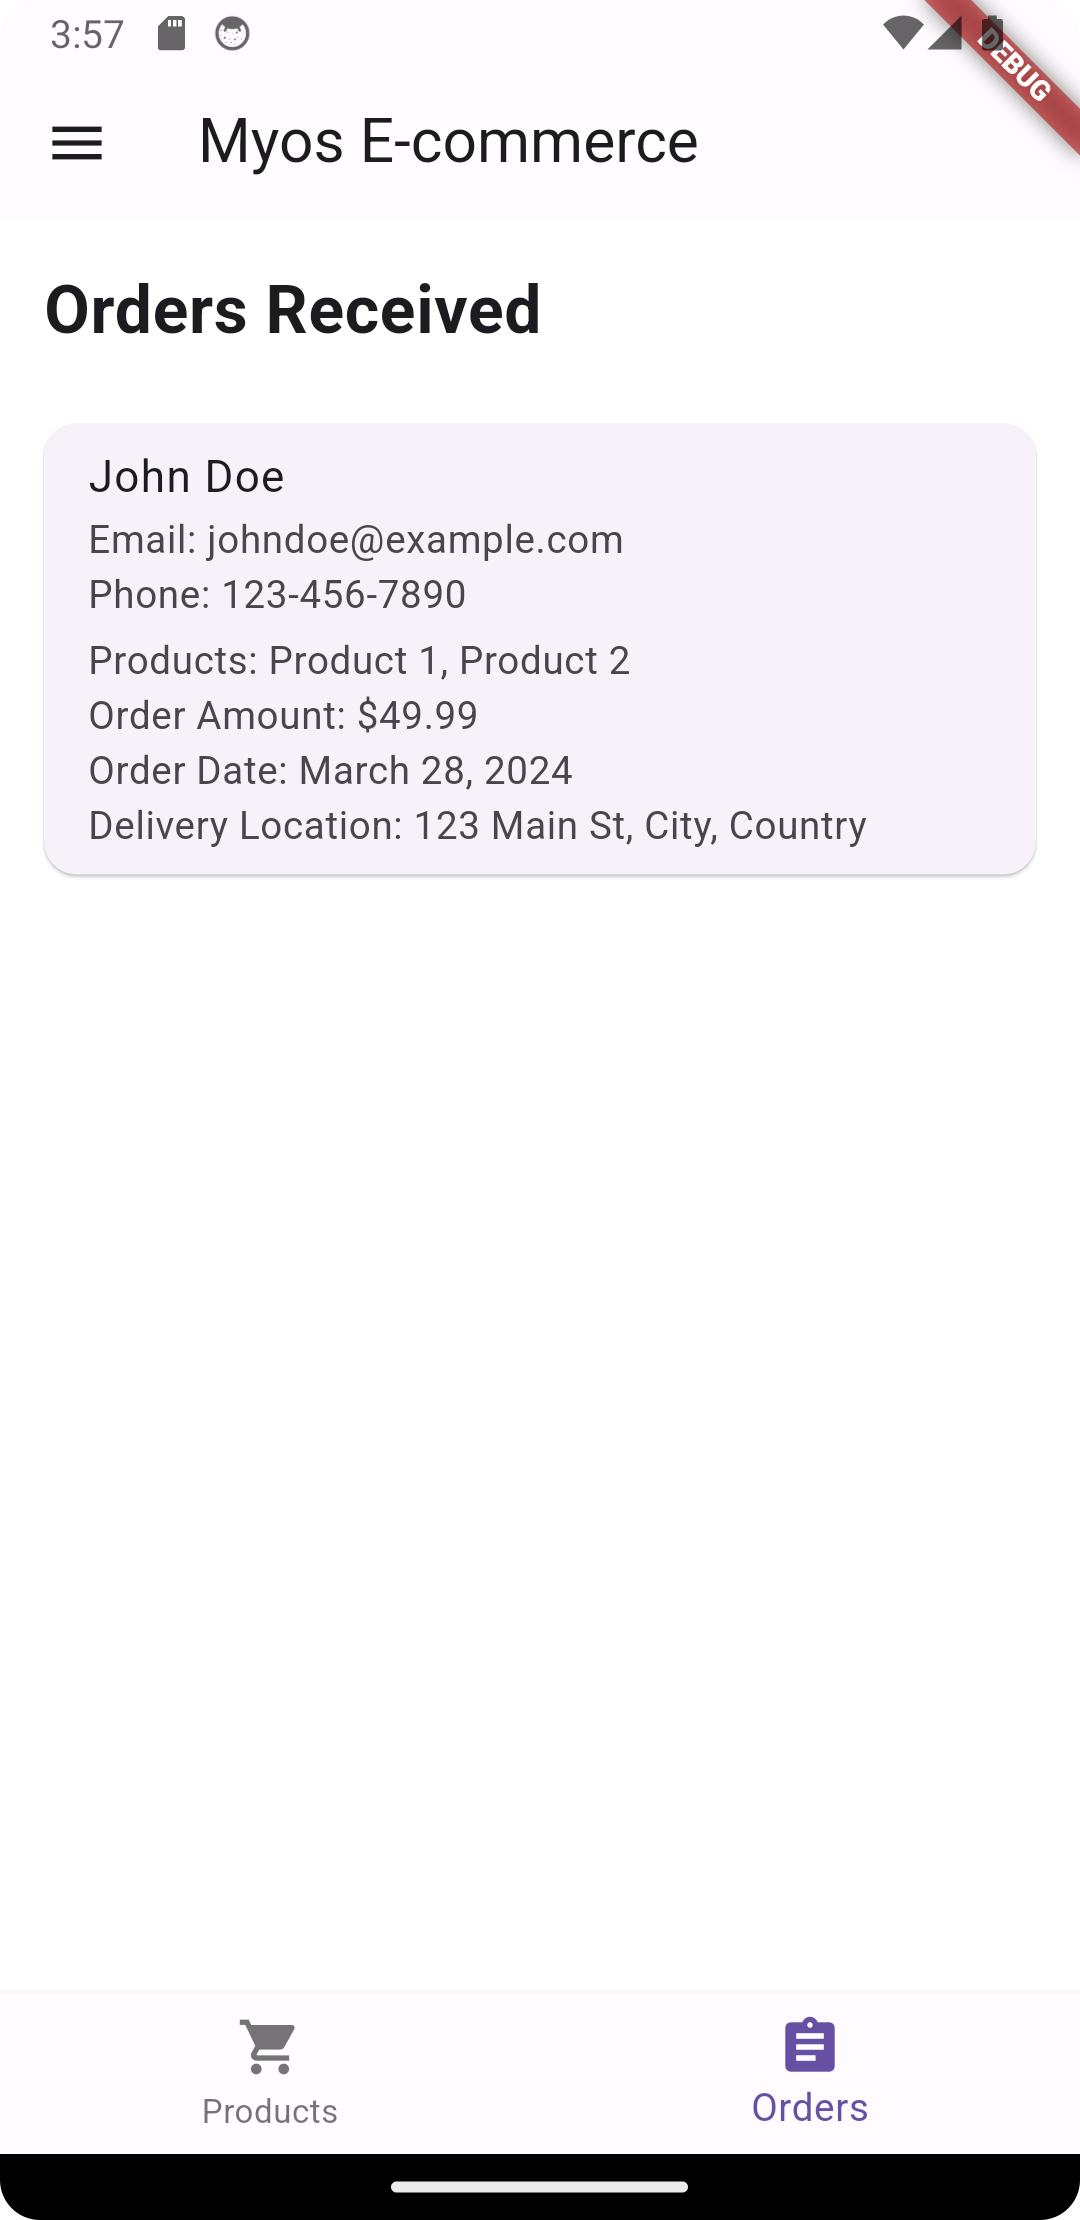 3:57
DEBUG
Myos E-commerce
Orders Received
John Doe
Email: johndoe@example.com
Phone: 123-456-7890
Products: Product 1, Product 2
Order Amount: $49.99
Order Date: March 28, 2024
Delivery Location: 123 Main St, City, Country
Products
Orders